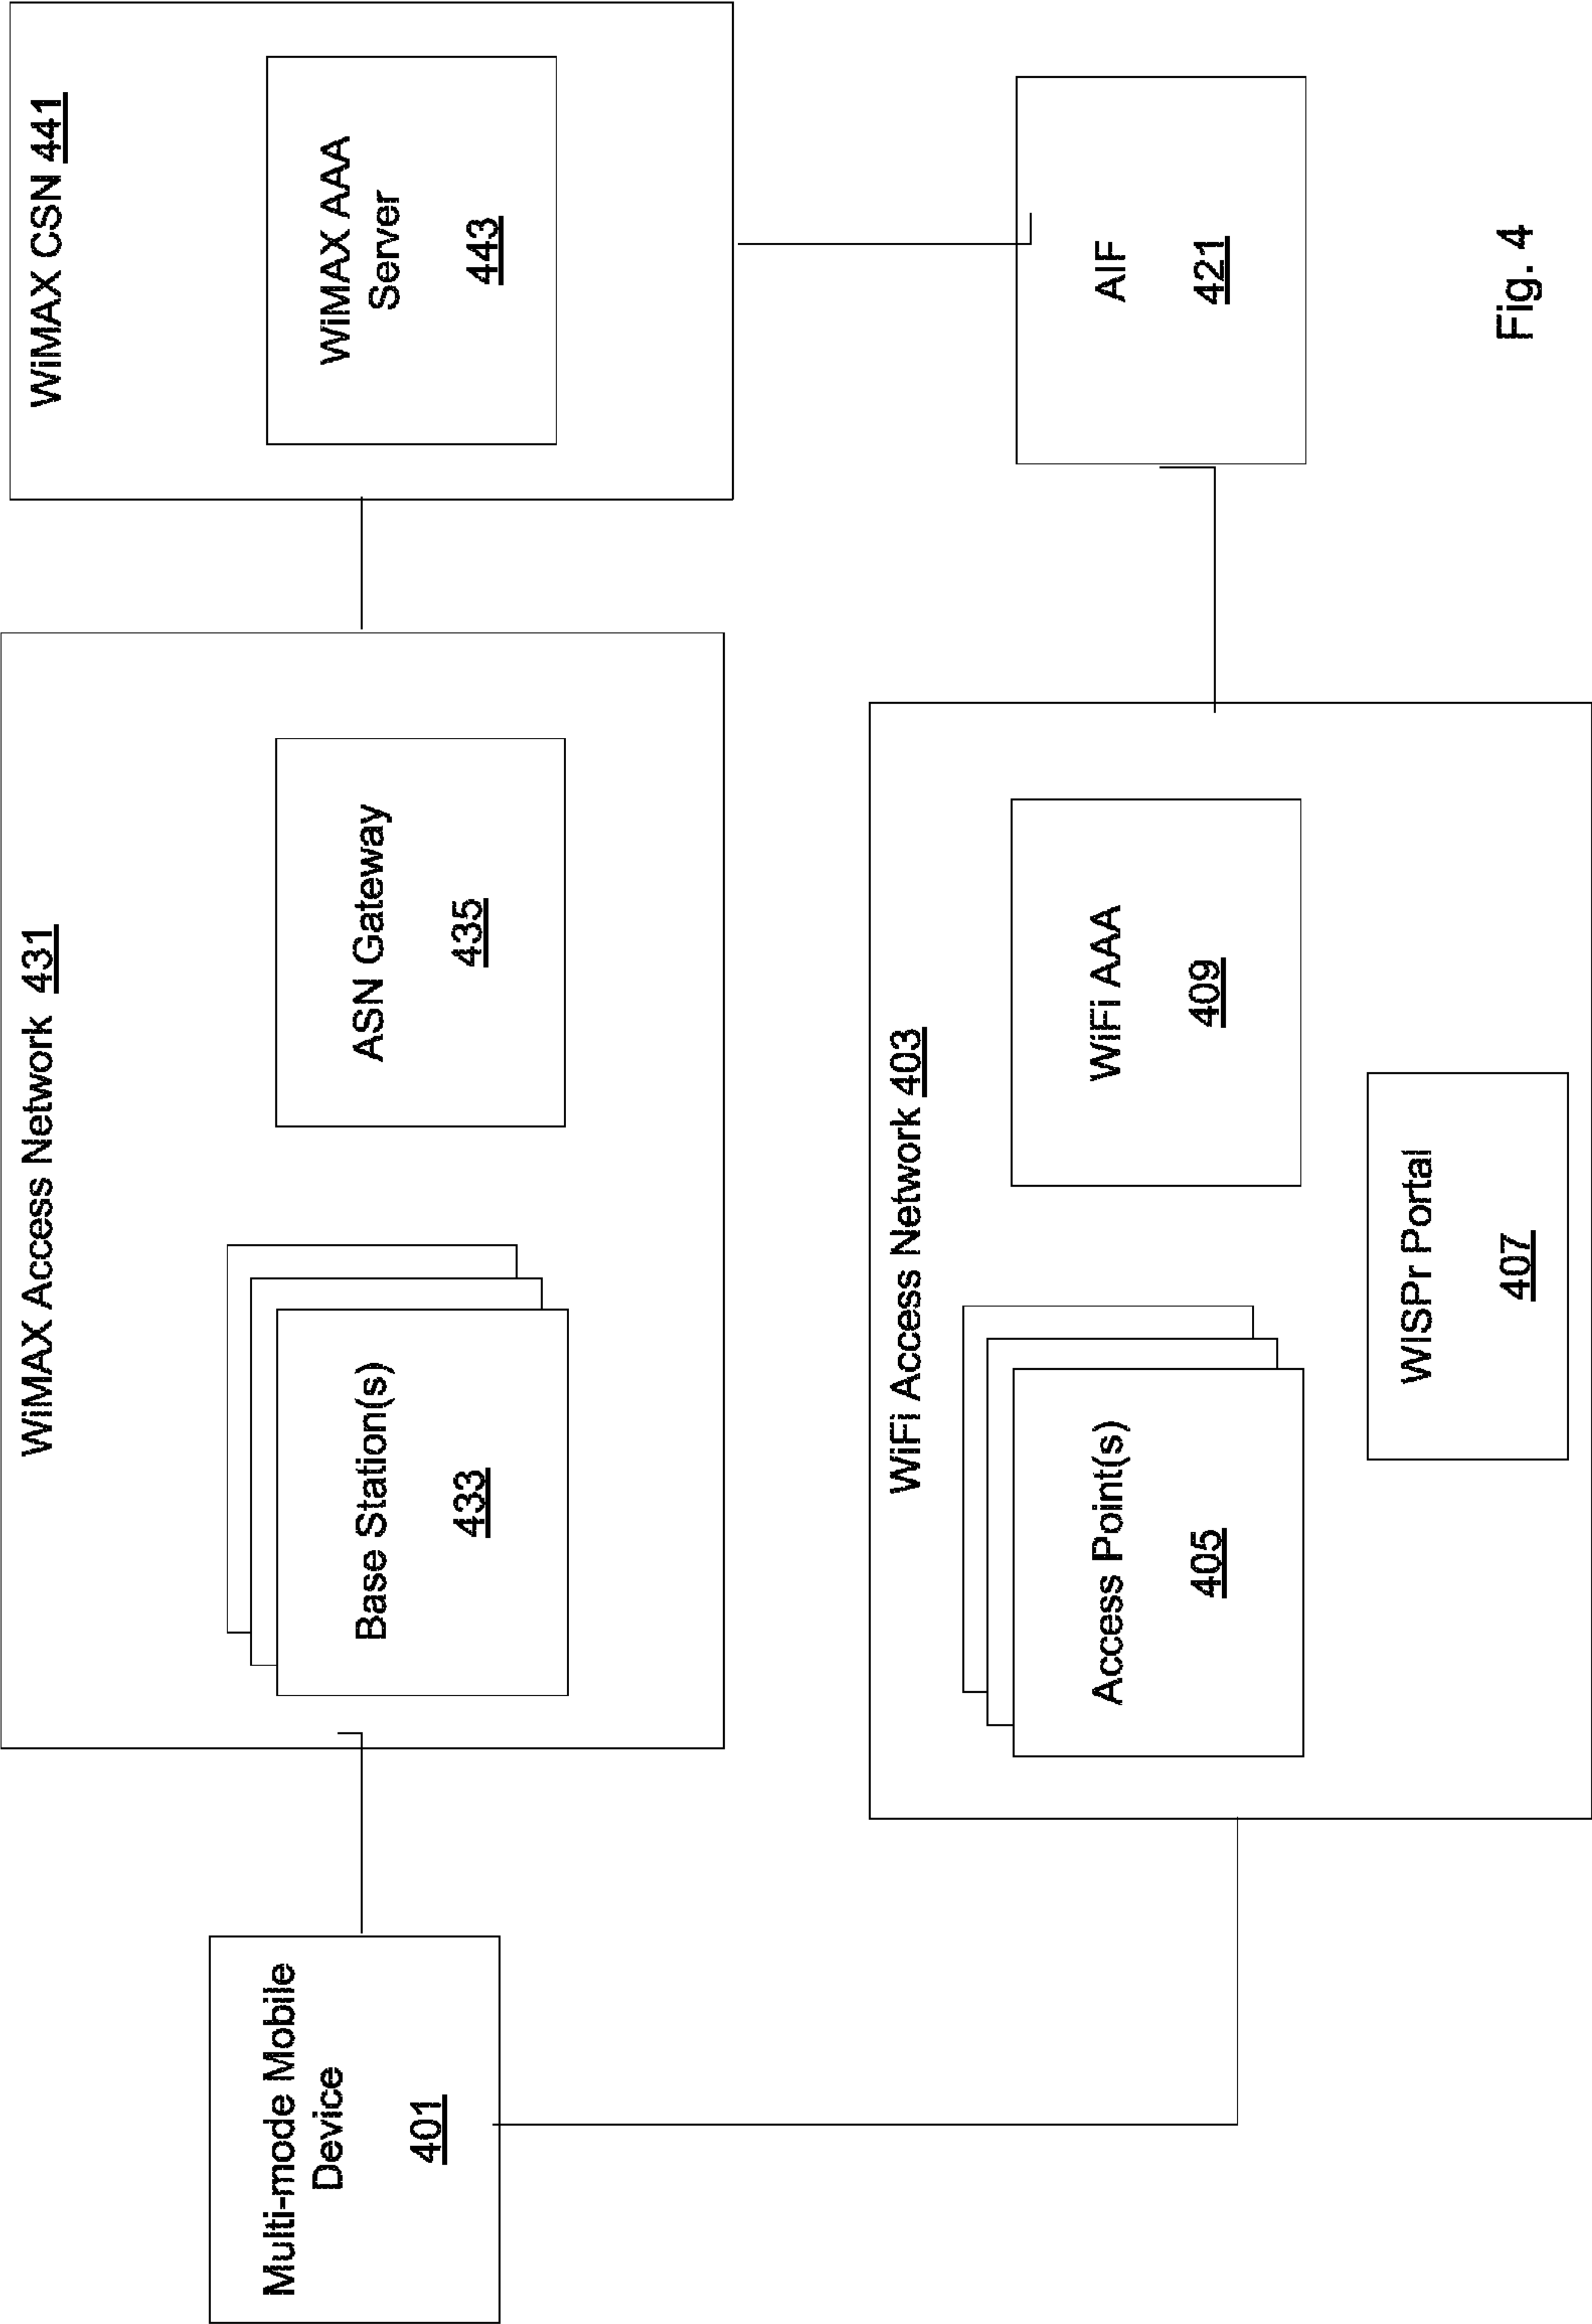 WiMAX Access Network 431
WiMAX CSN 441
Multi-mode Mobile
Device
401
Base Station(s)
433
ASN Gateway
435
WiMAX AAA
Server
443
WiFi Access Network 403
Access Point(s)
405
WiFi AAA
409
WISPr Portal
407
AIF
421
Fig. 4